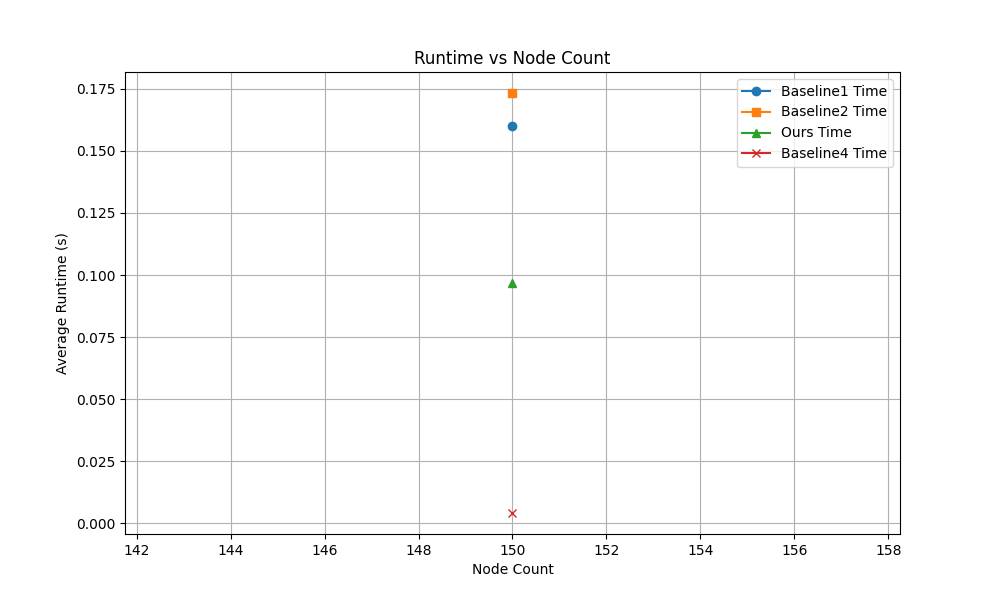 Runtime vs Node Count
Baseline1 Time
Baseline2 Time
Ours Time
Baseline4 Time
Average Runtime (s)
0.175
0.150
0.125
0.100
0.075
0.050
0.025
0.000
142 144 146 148 150 152 154 156 158
Node Count